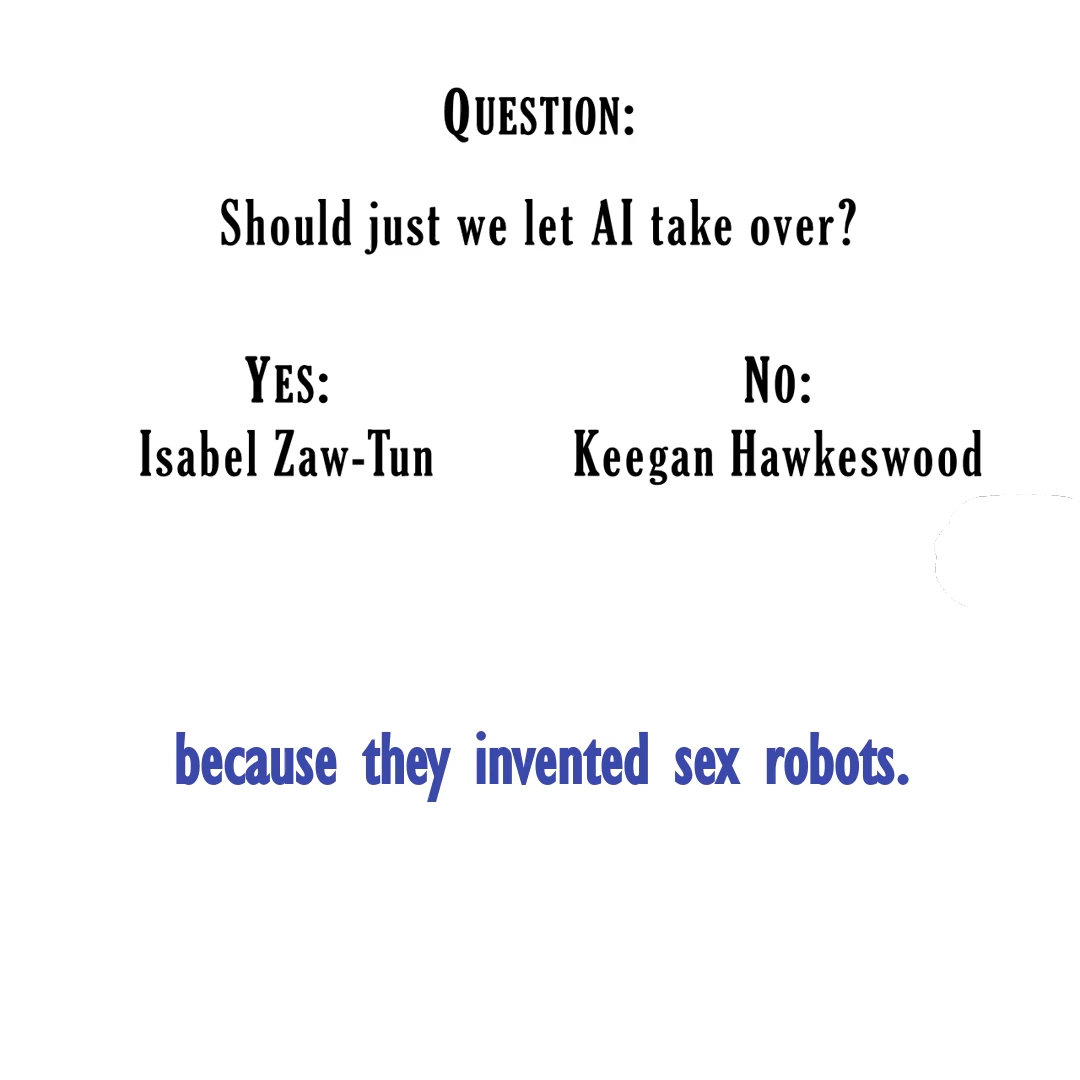 QUESTION:
Should just we let AI take over?
YES:
Isabel Zaw-Tun
NO:
Keegan Hawkeswood
because they invented sex robots.